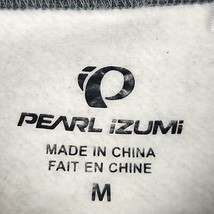 PEARL iZUMi
MADE IN CHINA
FAIT EN CHINE
M